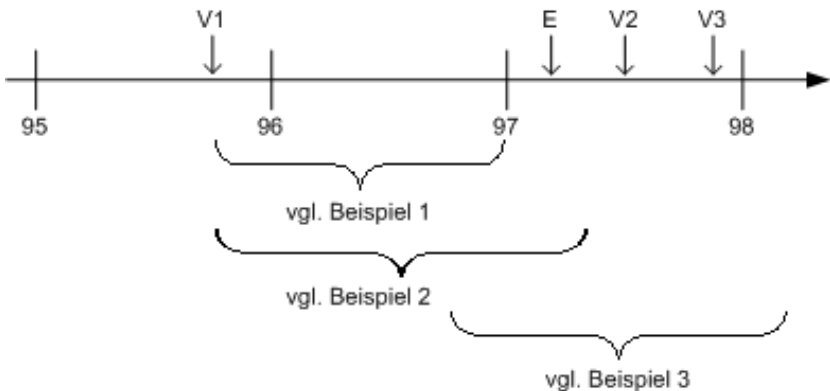 V1 E V2 V3
95 96 97 98
vgl. Beispiel 1
vgl. Beispiel 2
vgl. Beispiel 3